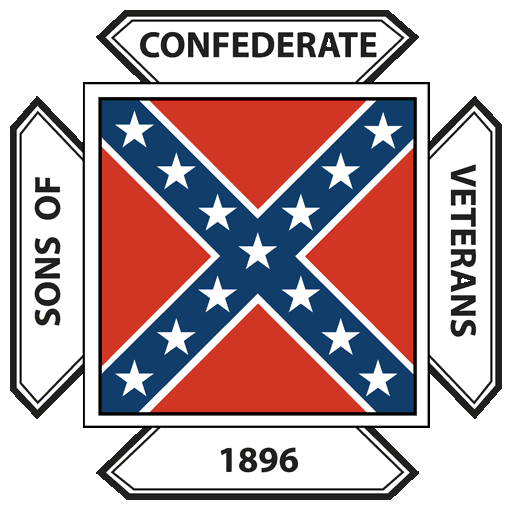 SONS OF
CONFEDERATE
VETERANS
1896